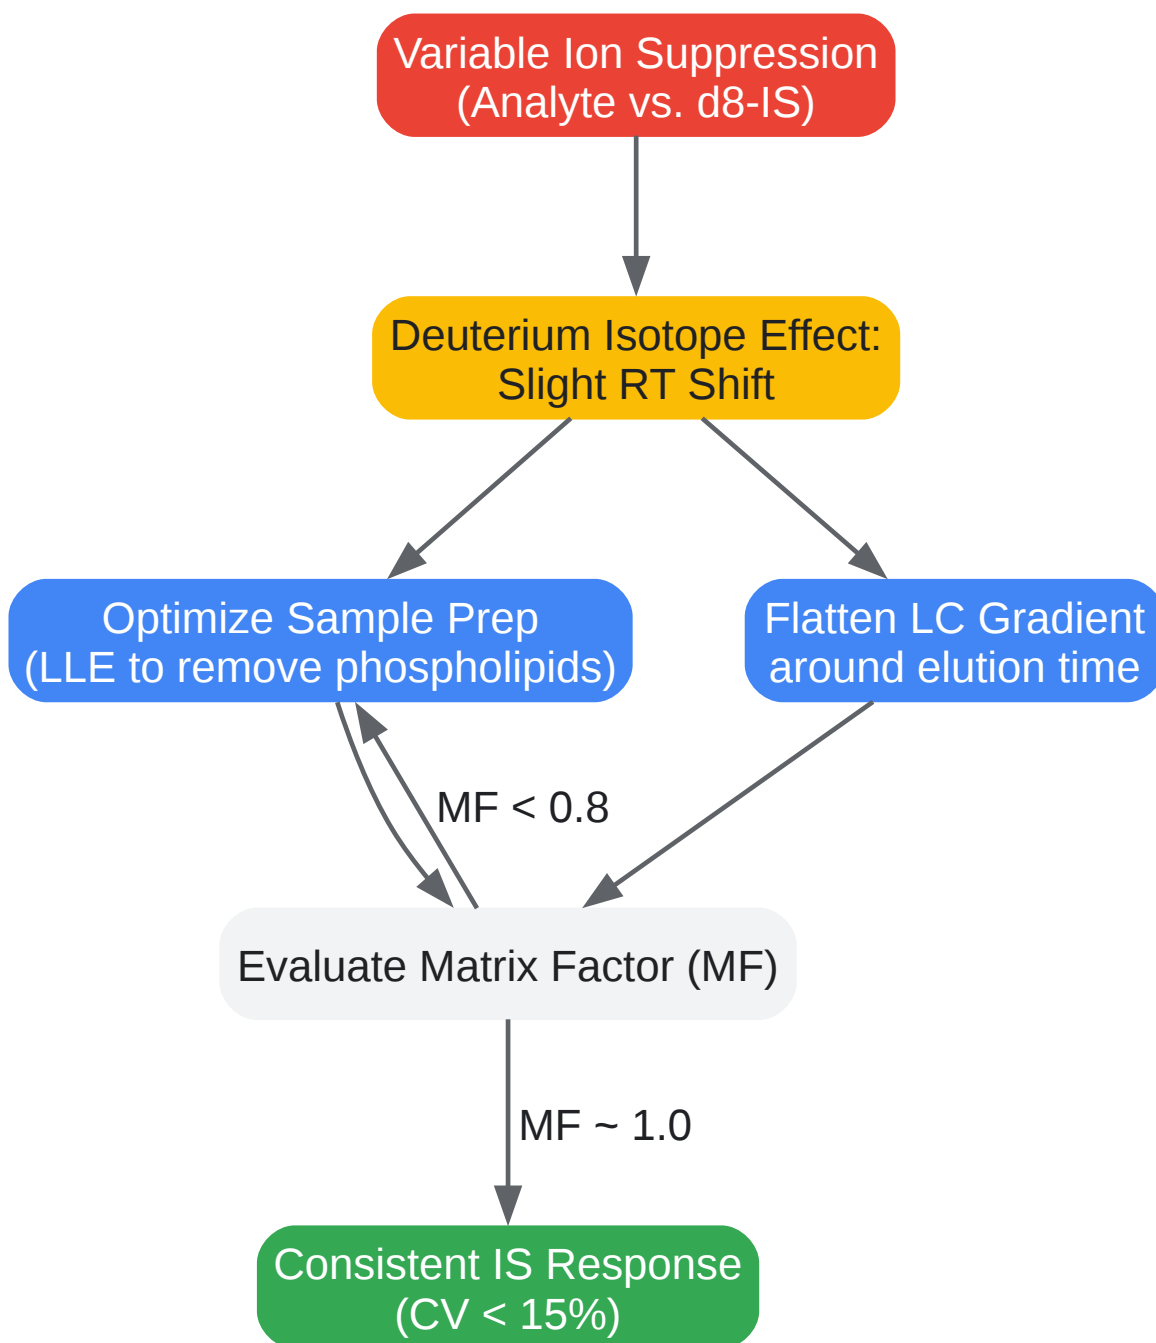 Variable Ion Suppression
(Analyte vs. d8-IS)
Deuterium Isotope Effect:
Slight RT Shift
Optimize Sample Prep
(LLE to remove phospholipids)
Flatten LC Gradient
around elution time
MF < 0.8
Evaluate Matrix Factor (MF)
MF ~ 1.0
Consistent IS Response
(CV < 15%)